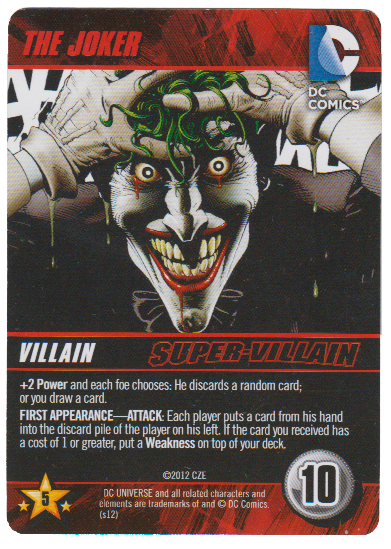 THE JOKER
DC
DC
COMICS™
VILLAIN SUPER-VILLAIN
+2 Power and each foe chooses: He discards a random card;
or you draw a card.
FIRST APPEARANCE—ATTACK: Each player puts a card from his hand
into the discard pile of the player on his left. If the card you received has
a cost of 1 or greater, put a Weakness on top of your deck.
©2012 CZE
5
DC UNIVERSE and all related characters and
elements are trademarks of and © DC Comics.
(s12)
10